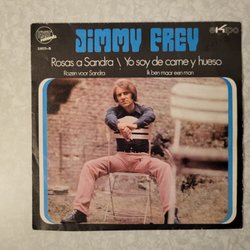 JIMMY FREY
Rosas a Sandra \ Yo soy de carne y hueso
Rozen voor Sandra Ik ben maar een man